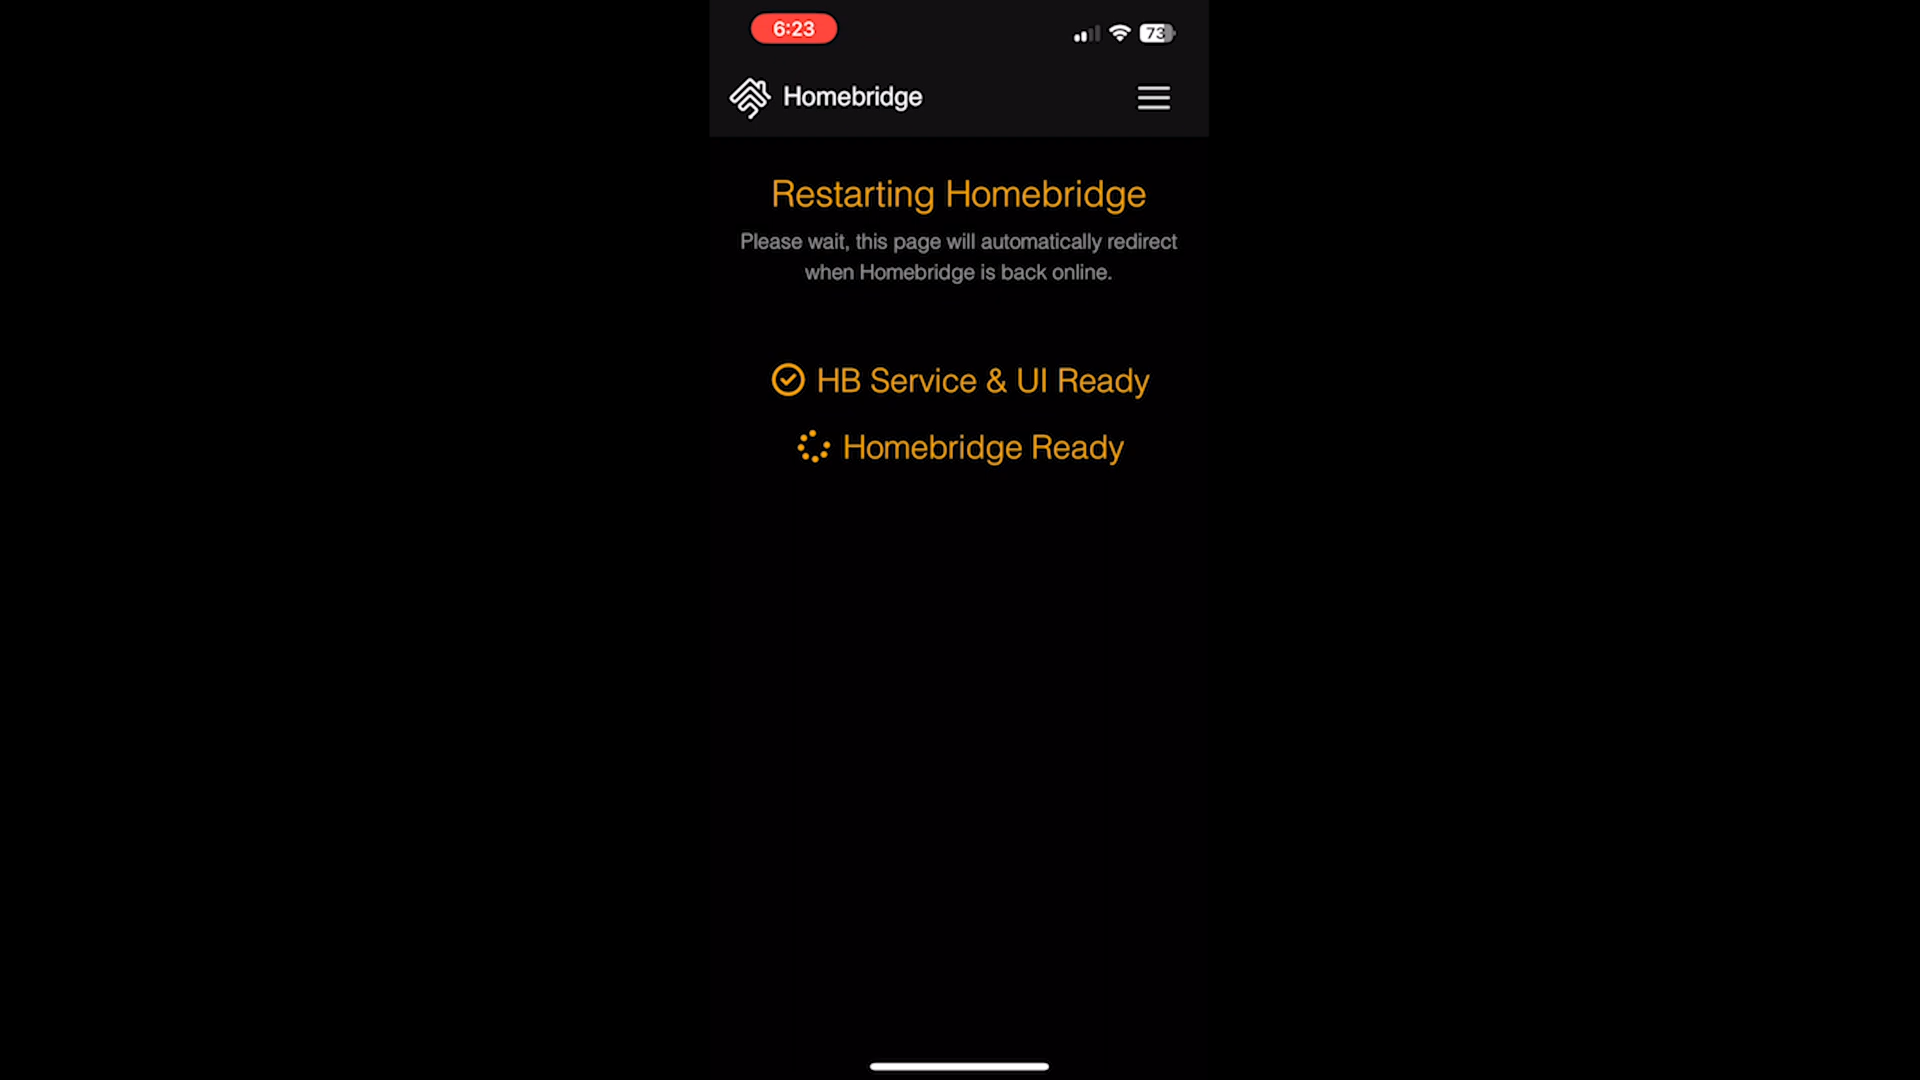 6:23
73
Homebridge
Restarting Homebridge
Please wait, this page will automatically redirect
when Homebridge is back online.
HB Service & UI Ready
Homebridge Ready